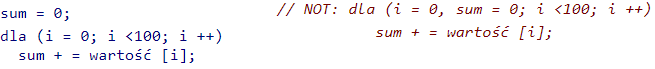 sum = 0;
dla (i = 0; i <100; i ++)
sum + = wartość [i];
// NOT: dla (i = 0, sum = 0; i <100; i ++)
sum + = wartość [i];